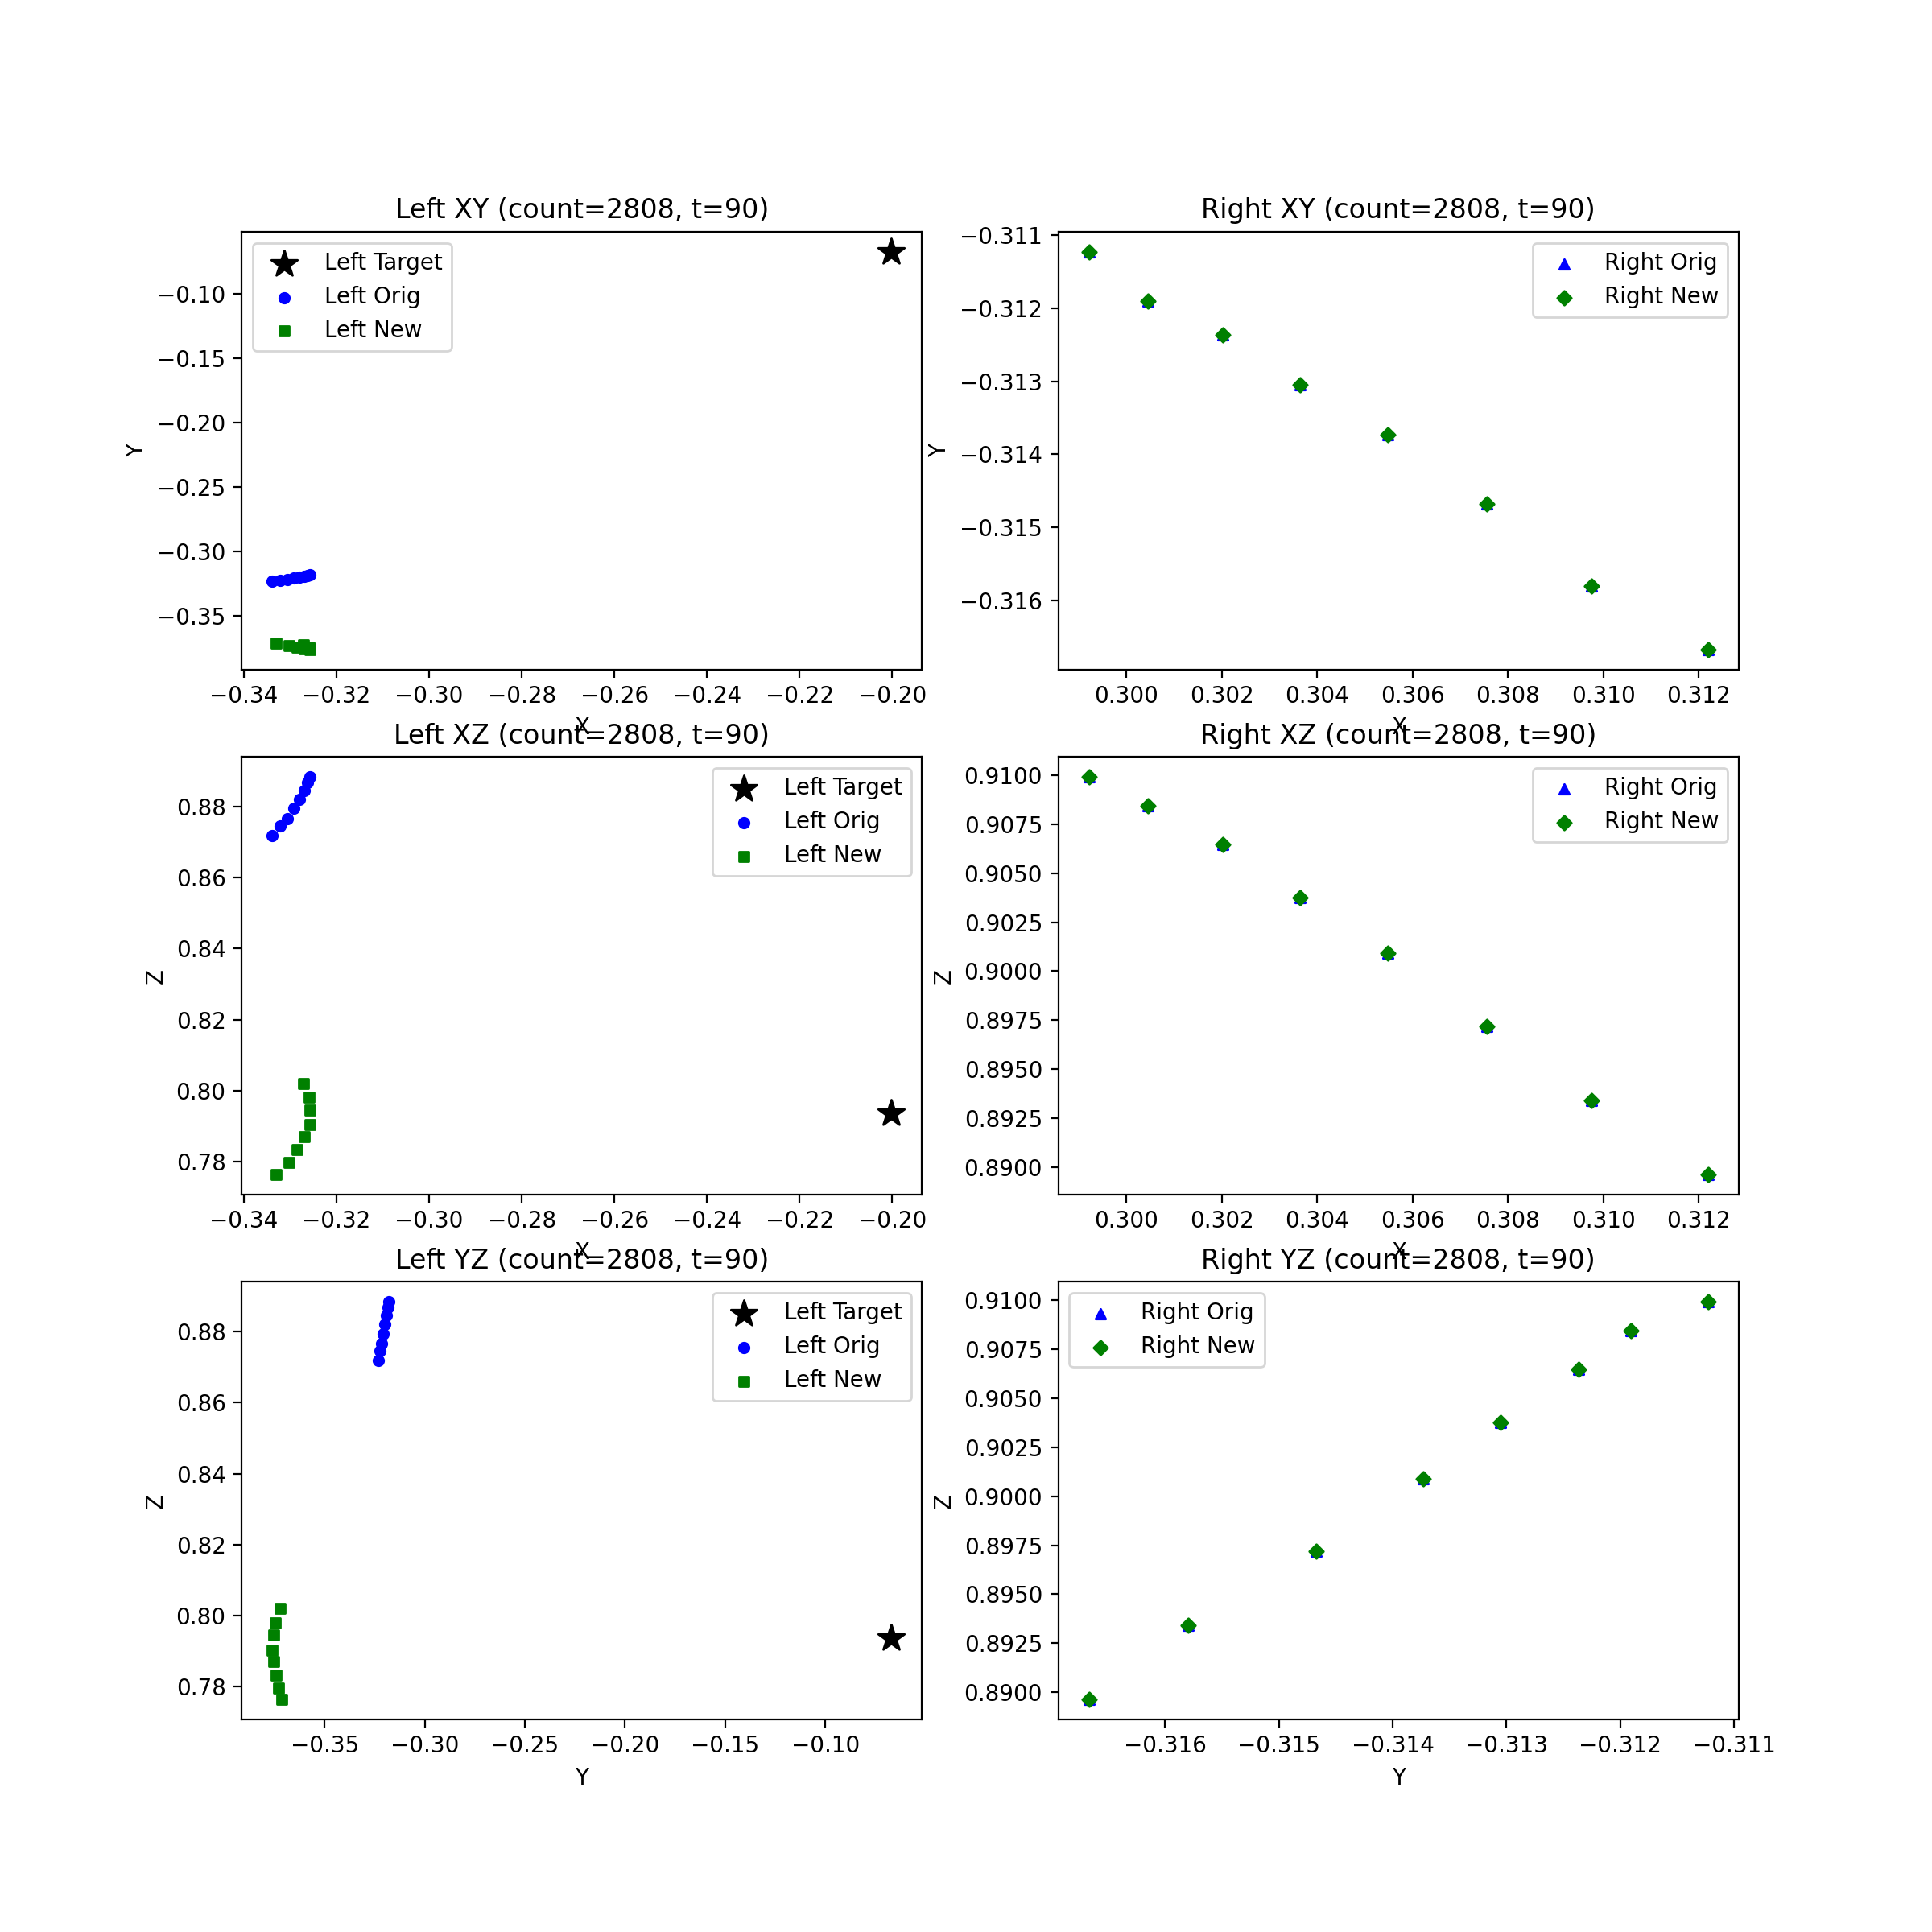 Left XY (count=2808, t=90)
Left Target
Left Orig
Left New
Y
−0.10
−0.15
−0.20
−0.25
−0.30
−0.35
−0.34 −0.32 −0.30 −0.28 −0.26 −0.24 −0.22 −0.20
X
Right XY (count=2808, t=90)
Right Orig
Right New
Y
−0.311
−0.312
−0.313
−0.314
−0.315
−0.316
0.300 0.302 0.304 0.306 0.308 0.310 0.312
X
Left XZ (count=2808, t=90)
Left Target
Left Orig
Left New
Z
0.88
0.86
0.84
0.82
0.80
0.78
−0.34 −0.32 −0.30 −0.28 −0.26 −0.24 −0.22 −0.20
X
Right XZ (count=2808, t=90)
Right Orig
Right New
Z
0.9100
0.9075
0.9050
0.9025
0.9000
0.8975
0.8950
0.8925
0.8900
0.300 0.302 0.304 0.306 0.308 0.310 0.312
X
Left YZ (count=2808, t=90)
Left Target
Left Orig
Left New
Z
0.88
0.86
0.84
0.82
0.80
0.78
−0.35 −0.30 −0.25 −0.20 −0.15 −0.10
Y
Right YZ (count=2808, t=90)
Right Orig
Right New
Z
0.9100
0.9075
0.9050
0.9025
0.9000
0.8975
0.8950
0.8925
0.8900
−0.316 −0.315 −0.314 −0.313 −0.312 −0.311
Y